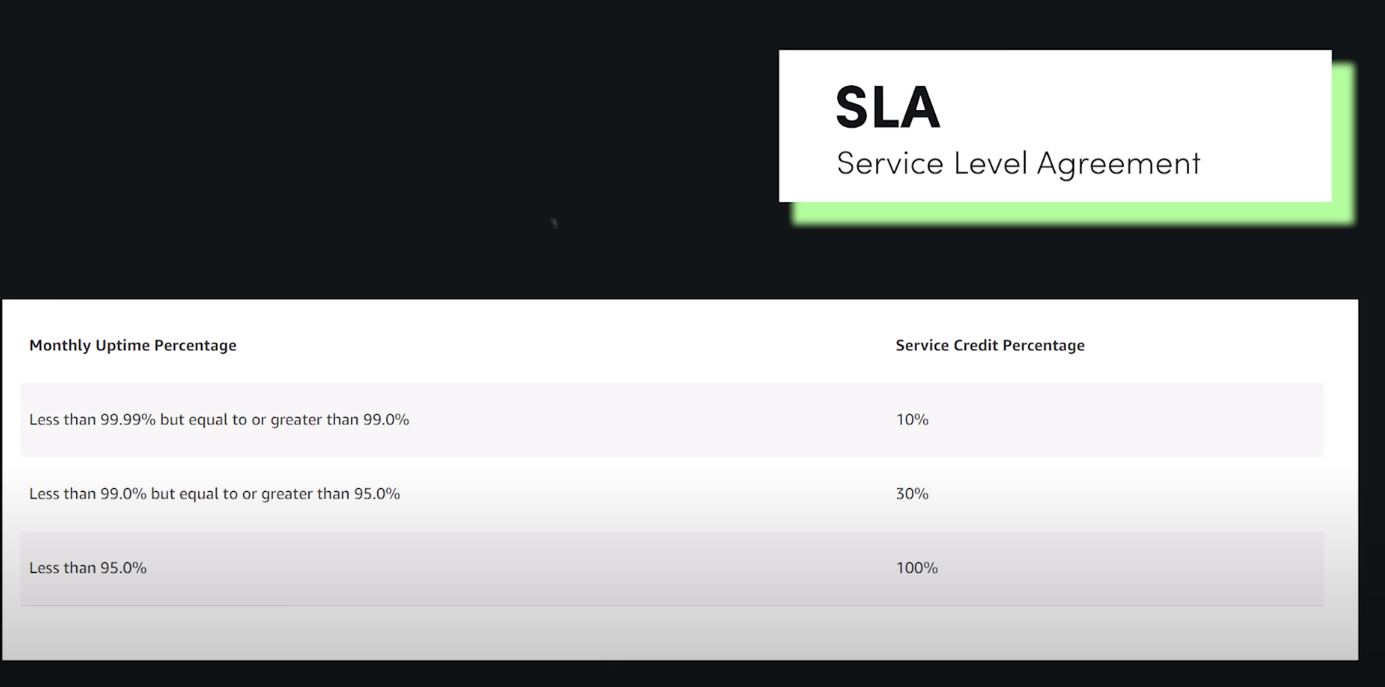 SLA
Service Level Agreement
Monthly Uptime Percentage Service Credit Percentage
Less than 99.99% but equal to or greater than 99.0% 10%
Less than 99.0% but equal to or greater than 95.0% 30%
Less than 95.0% 100%